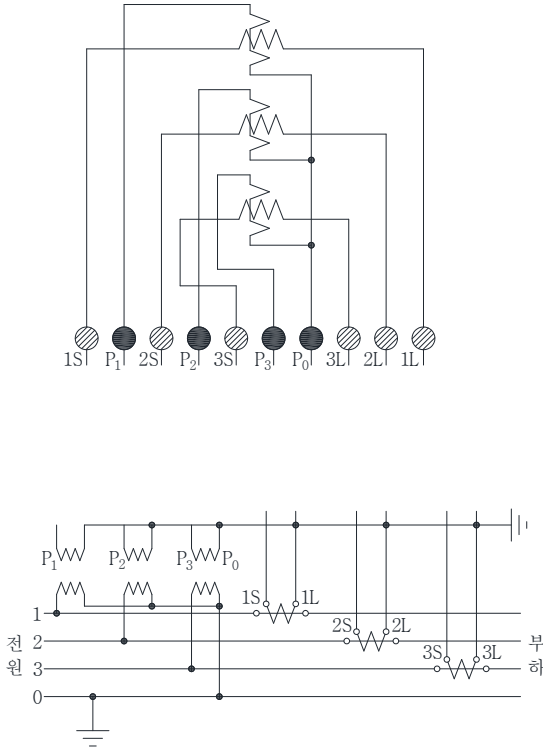 1S P₁ 2S P₂ 3S P₃ P₀ 3L 2L 1L
P₁ P₂ P₃ P₀
1S 1L
2S 2L
3S 3L
1
전 2 부
원 3 하
0